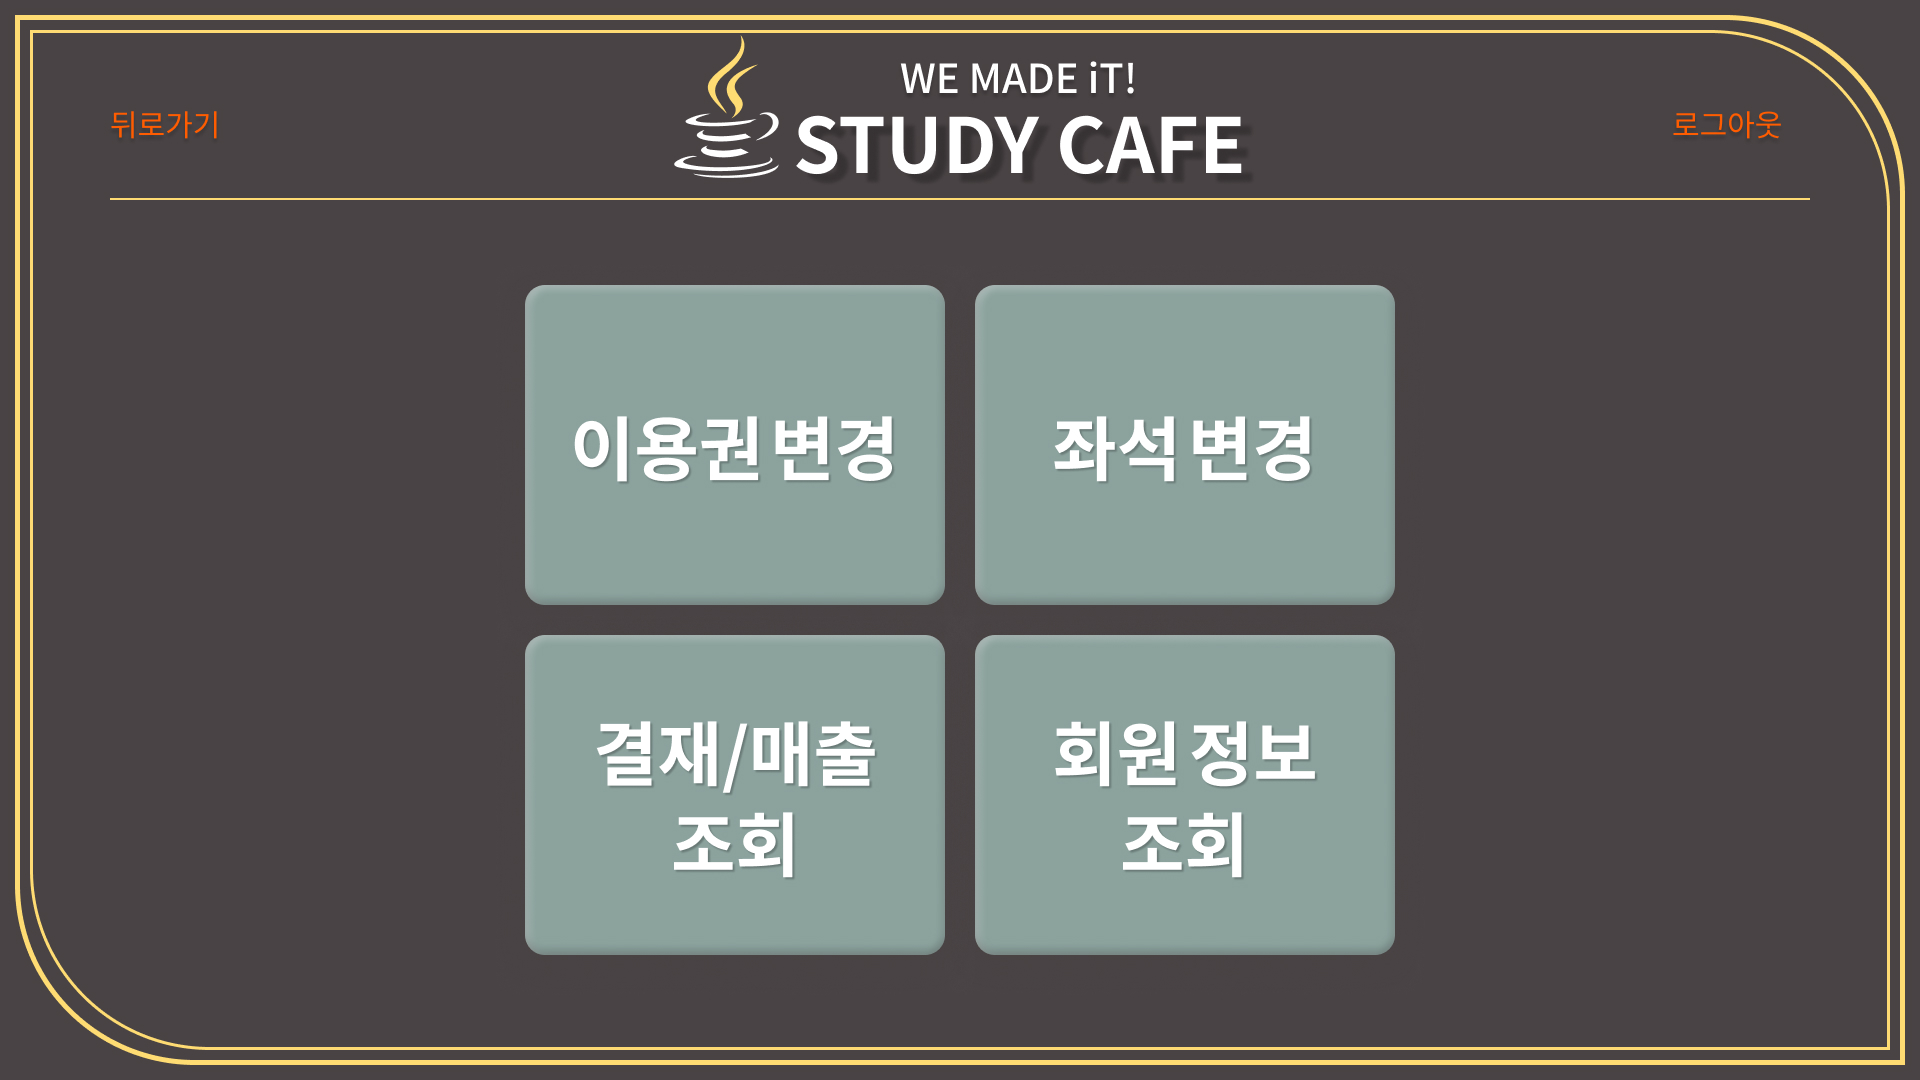 WE MADE iT!
뒤로가기
STUDY CAFE
로그아웃
이용권 변경
좌석 변경
결재/매출
조회
회원 정보
조회